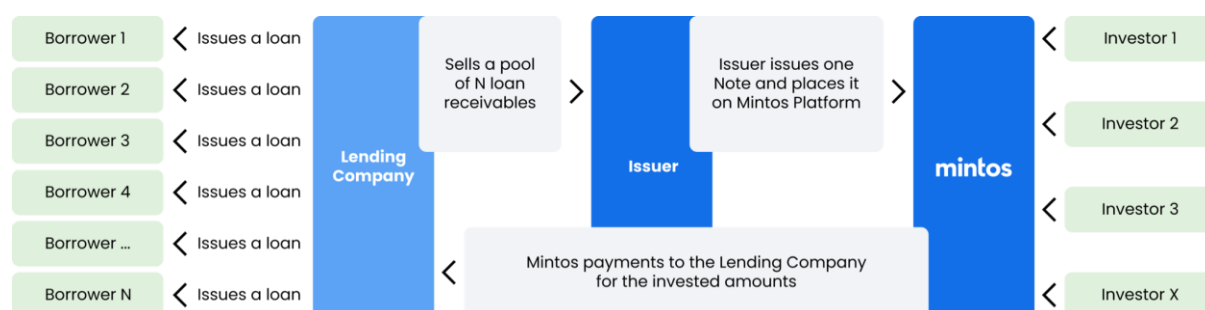 Borrower 1
Issues a loan
Borrower 2
Issues a loan
Borrower 3
Issues a loan
Borrower 4
Issues a loan
Borrower ...
Issues a loan
Borrower N
Issues a loan
Lending
Company
Sells a pool
of N loan
receivables
Issuer
Issuer issues one
Note and places it
on Mintos Platform
mintos
Mintos payments to the Lending Company
for the invested amounts
Investor 1
Investor 2
Investor 3
Investor X